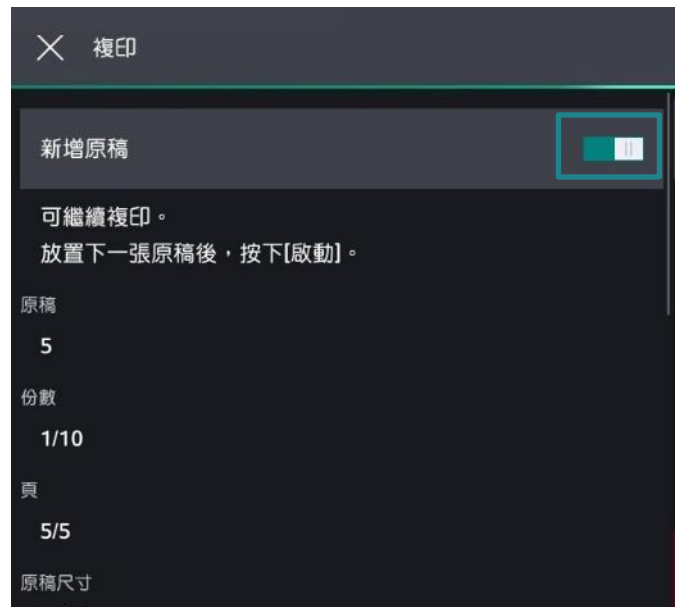 複印
新增原稿
可繼續複印。
放置下一張原稿後，按下[啟動]。
原稿
5
份數
1/10
頁
5/5
原稿尺寸